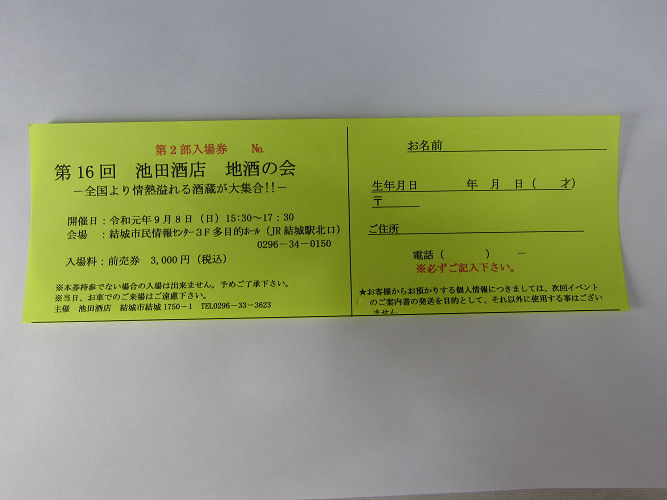 第2部入場券 No.
第16回 池田酒店 地酒の会
－全国より情熱溢れる酒蔵が大集合!!－
開催日：令和元年9月8日（日）15:30～17：30
会場 ：結城市民情報センター3F多目的ホール（JR結城駅北口）
0296－34－0150
入場料：前売券 3,000円（税込）
※本券持参でない場合の入場は出来ません。予めご了承下さい。
※当日、お車でのご来場はご遠慮下さい。
主催 池田酒店 結城市結城1750－1 TEL0296－33－3623
お名前
生年月日 年 月 日（ 才）
〒
ご住所
電話（ ） －
※必ずご記入下さい。
★お客様からお預かりする個人情報につきましては、次回イベント
のご案内書の発送を目的として、それ以外に使用する事はござい
ません